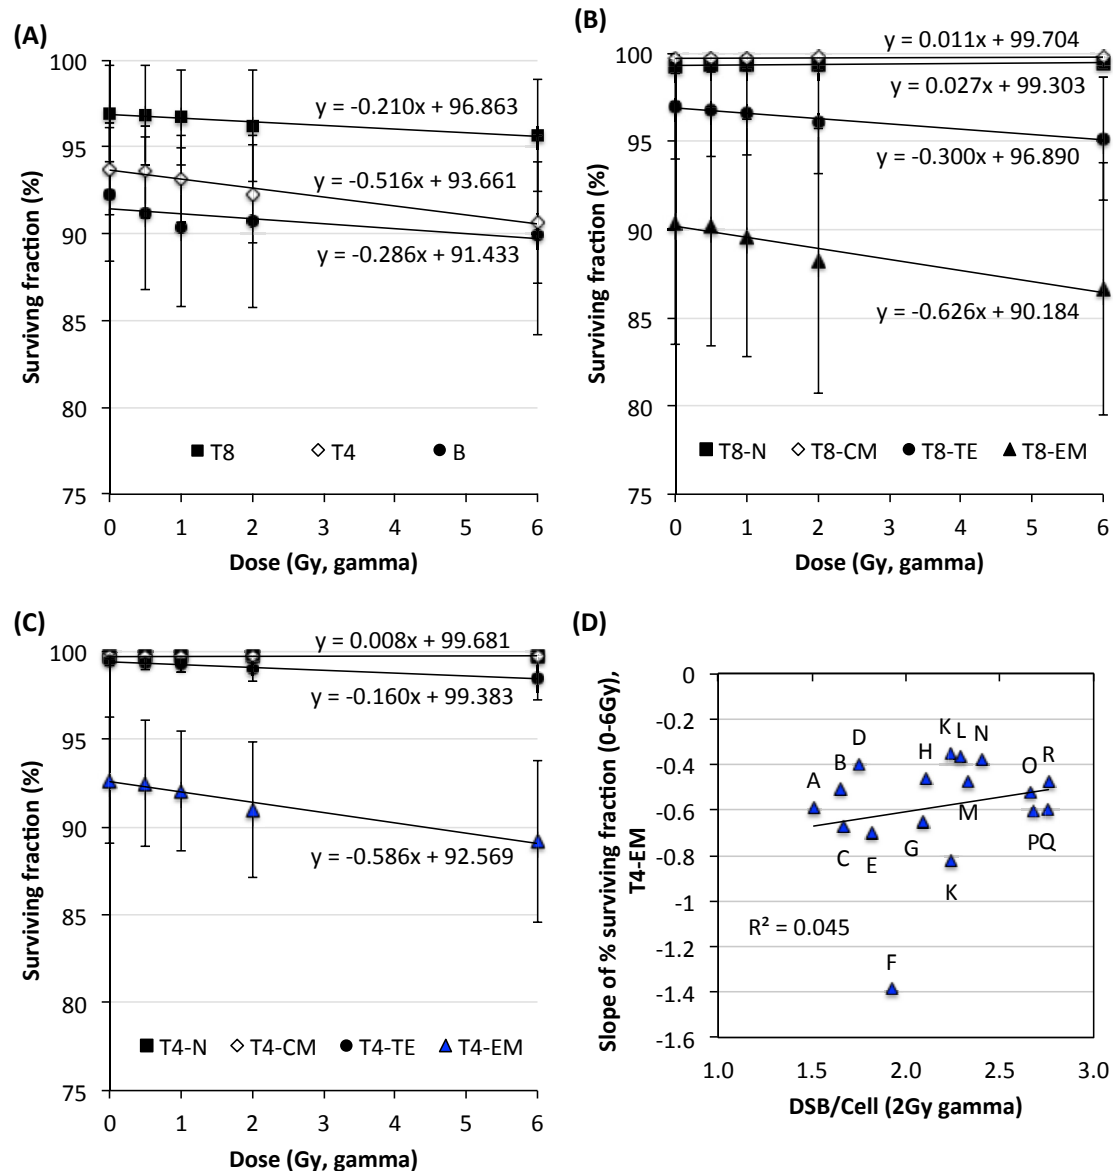 (A)
100
95
90
85
80
75
Survivng fraction (%)
y = -0.210x + 96.863
y = -0.516x + 93.661
y = -0.286x + 91.433
T8 T4 B
0 1 2 3 4 5 6
Dose (Gy, gamma)
(B)
100
95
90
85
80
75
Surviving fraction (%)
y = 0.011x + 99.704
y = 0.027x + 99.303
y = -0.300x + 96.890
y = -0.626x + 90.184
T8-N T8-CM T8-TE T8-EM
0 1 2 3 4 5 6
Dose (Gy, gamma)
(C)
100
95
90
85
80
75
Surviving fraction (%)
y = 0.008x + 99.681
y = -0.160x + 99.383
y = -0.586x + 92.569
T4-N T4-CM T4-TE T4-EM
0 1 2 3 4 5 6
Dose (Gy, gamma)
(D)
0
-0.2
-0.4
-0.6
-0.8
-1
-1.2
-1.4
-1.6
Slope of % surviving fraction (0-6Gy),
T4-EM
K L N
D
H
R
B
O
A
M
C
E
G
PQ
K
F
R² = 0.045
1.0 1.5 2.0 2.5 3.0
DSB/Cell (2Gy gamma)